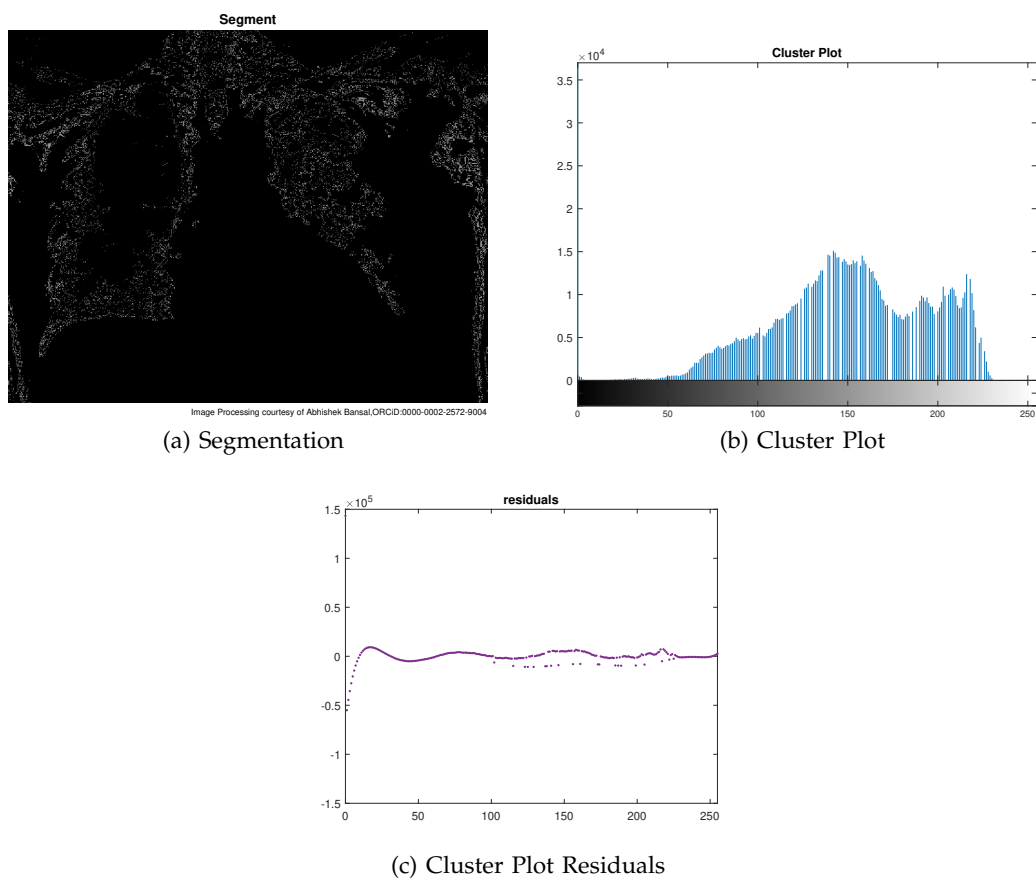 Segment
Image Processing courtesy of Abhishek Bansal,ORCiD:0000-0002-2572-9004
(a) Segmentation
Cluster Plot
×10^4
3.5
3
2.5
2
1.5
1
0.5
0
0 50 100 150 200 250
(b) Cluster Plot
residuals
×10^5
1.5
1
0.5
0
-0.5
-1
-1.5
0 50 100 150 200 250
(c) Cluster Plot Residuals